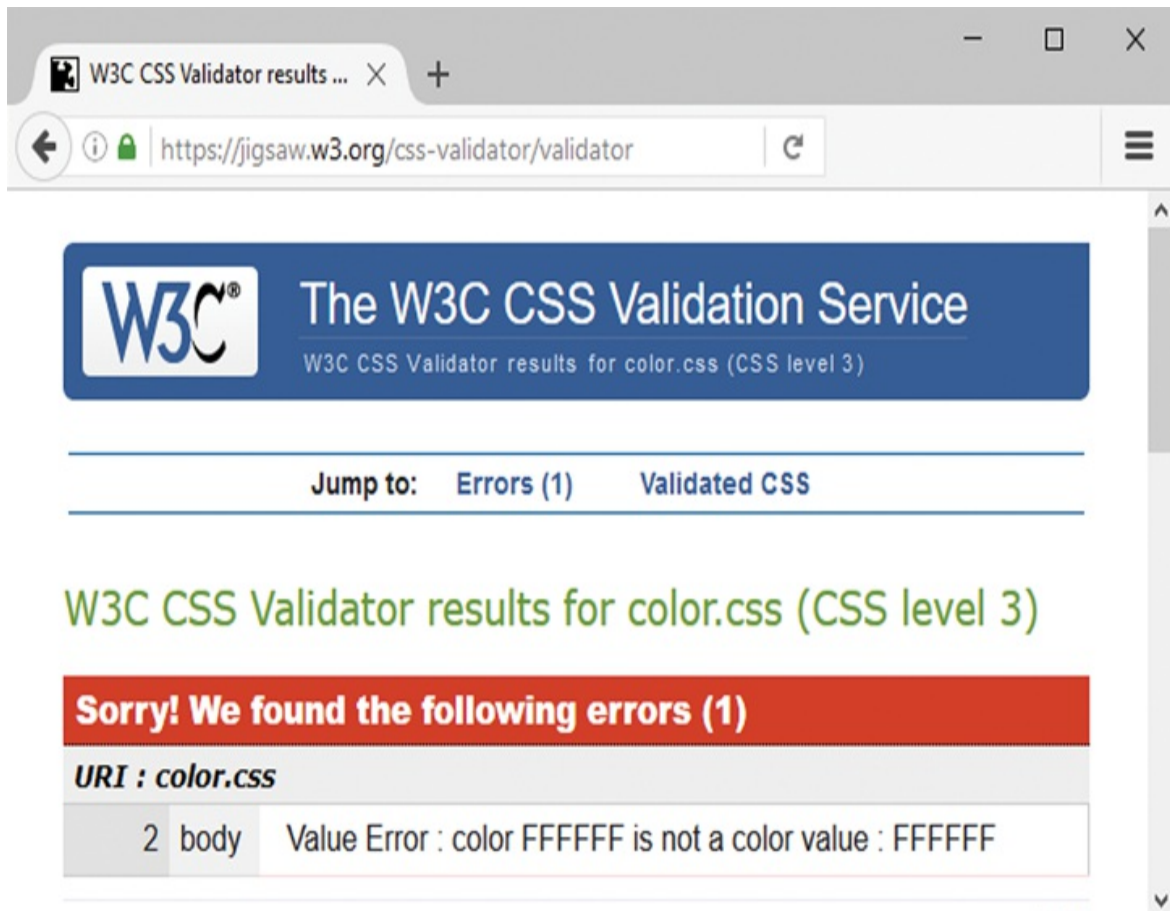 W3C CSS Validator results ...
https://jigsaw.w3.org/css-validator/validator
W3C®
The W3C CSS Validation Service
W3C CSS Validator results for color.css (CSS level 3)
Jump to: Errors (1) Validated CSS
W3C CSS Validator results for color.css (CSS level 3)
Sorry! We found the following errors (1)
URI : color.css
2 body Value Error : color FFFFFF is not a color value : FFFFFF